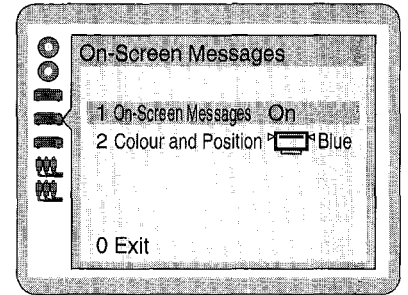 On-Screen Messages
1 On-Screen Messages On
2 Colour and Position Blue
0 Exit